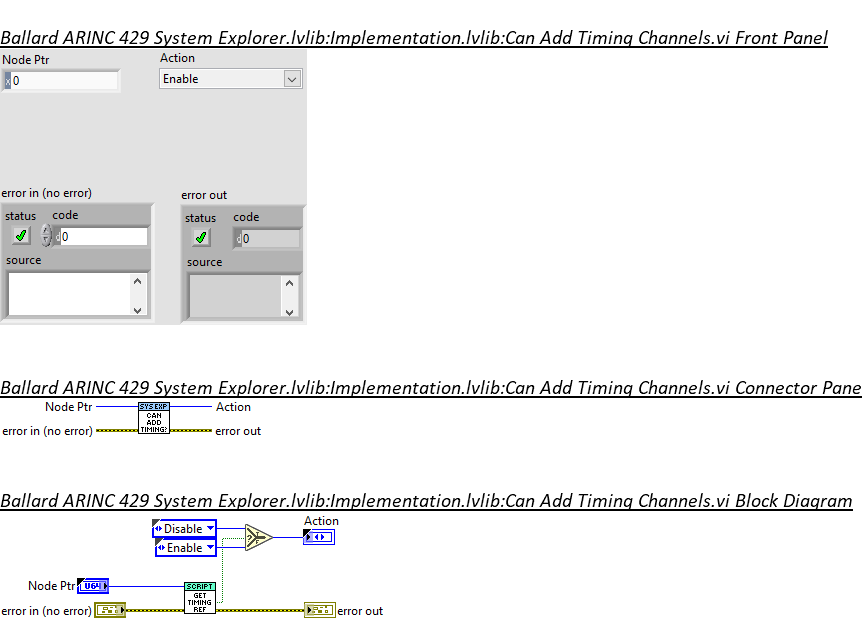 Ballard ARINC 429 System Explorer.lvlib:Implementation.lvlib:Can Add Timing Channels.vi Front Panel
Node Ptr
Action
x 0
Enable
error in (no error)
error out
status
code
status
code
d 0
d 0
source
source
Ballard ARINC 429 System Explorer.lvlib:Implementation.lvlib:Can Add Timing Channels.vi Connector Pane
Node Ptr
SYS EXP
Action
CAN
ADD
TIMING?
error in (no error)
error out
Ballard ARINC 429 System Explorer.lvlib:Implementation.lvlib:Can Add Timing Channels.vi Block Diagram
Action
Disable
? T F
Enable
Node Ptr
U64
SCRIPT
GET
TIMING
REF
error in (no error)
error out